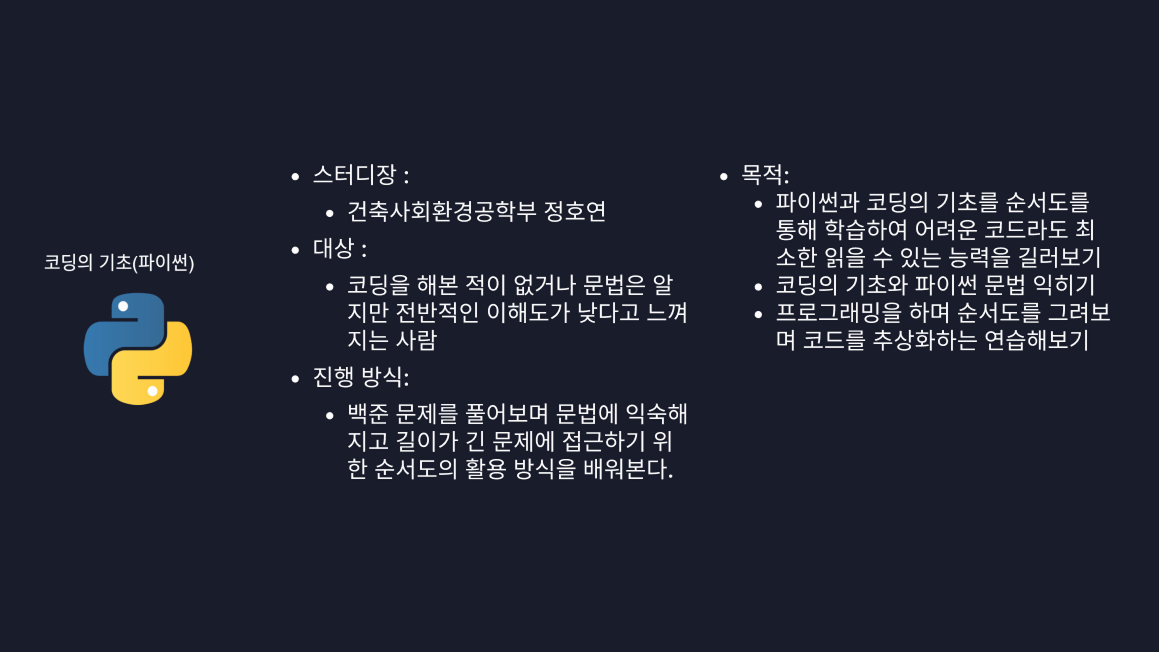 코딩의 기초(파이썬)
• 스터디장 :
• 건축사회환경공학부 정호연
• 대상 :
• 코딩을 해본 적이 없거나 문법은 알
지만 전반적인 이해도가 낮다고 느껴
지는 사람
• 진행 방식:
• 백준 문제를 풀어보며 문법에 익숙해
지고 길이가 긴 문제에 접근하기 위
한 순서도의 활용 방식을 배워본다.
• 목적:
• 파이썬과 코딩의 기초를 순서도를
통해 학습하여 어려운 코드라도 최
소한 읽을 수 있는 능력을 길러보기
• 코딩의 기초와 파이썬 문법 익히기
• 프로그래밍을 하며 순서도를 그려보
며 코드를 추상화하는 연습해보기